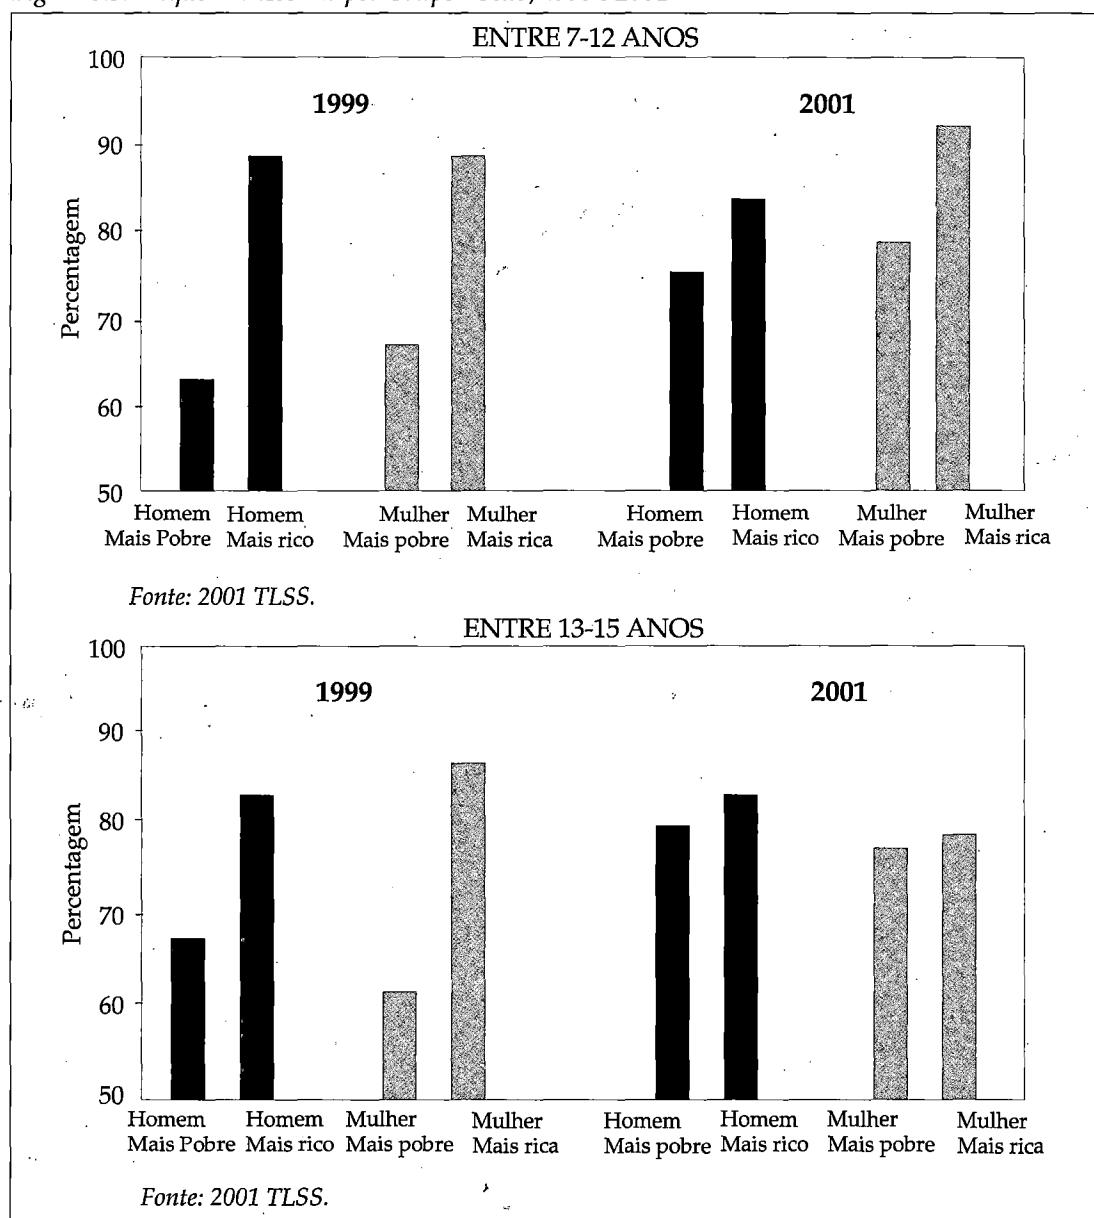 ENTRE 7-12 ANOS
100
90
80
70
60
50
Percentagem
1999
2001
Homem Homem Mulher Mulher Homem Homem Mulher Mulher
Mais Pobre Mais rico Mais pobre Mais rica Mais pobre Mais rico Mais pobre Mais rica
Fonte: 2001 TLSS.
ENTRE 13-15 ANOS
100
90
80
70
60
50
Percentagem
1999
2001
Homem Homem Mulher Mulher Homem Homem Mulher Mulher
Mais Pobre Mais rico Mais pobre Mais rica Mais pobre Mais rico Mais pobre Mais rica
Fonte: 2001 TLSS.